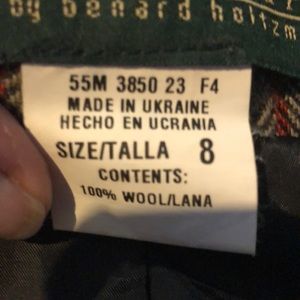 by benard holtzm
55M 3850 23 F4
MADE IN UKRAINE
HECHO EN UCRANIA
SIZE/TALLA 8
CONTENTS:
100% WOOL/LANA